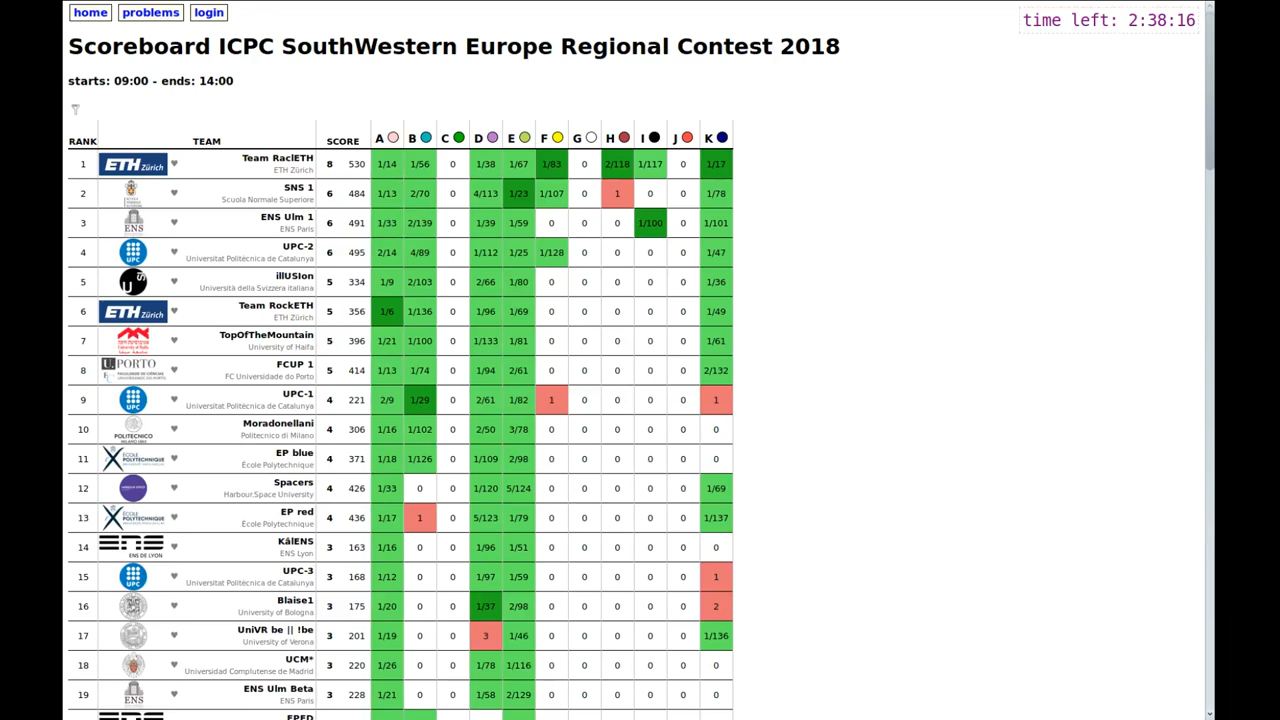 home problems login
time left: 2:38:16
Scoreboard ICPC SouthWestern Europe Regional Contest 2018
starts: 09:00 - ends: 14:00
RANK TEAM SCORE A B C D E F G H I J K
1 ETH Zürich Team RaclETH 8 530 1/14 1/56 0 1/38 1/67 1/83 0 2/118 1/117 0 1/17
ETH Zürich
2 SNS 1 6 484 1/13 2/70 0 4/113 1/23 1/107 0 1 0 0 1/78
Scuola Normale Superiore
3 ENS ENS Ulm 1 6 491 1/33 2/139 0 1/39 1/59 0 0 0 1/100 0 1/101
ENS Paris
4 UPC UPC-2 6 495 2/14 4/89 0 1/112 1/25 1/128 0 0 0 0 1/47
Universitat Politècnica de Catalunya
5 US illUSIon 5 334 1/9 2/103 0 2/66 1/80 0 0 0 0 0 1/36
Università della Svizzera italiana
6 ETH Zürich Team RockETH 5 356 1/6 1/136 0 1/96 1/69 0 0 0 0 0 1/49
ETH Zürich
7 TopOfTheMountain 5 396 1/21 1/100 0 1/133 1/81 0 0 0 0 0 1/61
University of Haifa
8 U. PORTO FCUP 1 5 414 1/13 1/74 0 1/94 2/61 0 0 0 0 0 2/132
FC Universidade do Porto
9 UPC UPC-1 4 221 2/9 1/29 0 2/61 1/82 1 0 0 0 0 1
Universitat Politècnica de Catalunya
10 POLITECNICO Moradonellani 4 306 1/16 1/102 0 2/50 3/78 0 0 0 0 0 0
MILANO 1863 Politecnico di Milano
11 ÉCOLE POLYTECHNIQUE EP blue 4 371 1/18 1/126 0 1/109 2/98 0 0 0 0 0 0
École Polytechnique
12 Spacers 4 426 1/33 0 0 1/120 5/124 0 0 0 0 0 1/69
Harbour.Space University
13 ÉCOLE POLYTECHNIQUE EP red 4 436 1/17 1 0 5/123 1/79 0 0 0 0 0 1/137
École Polytechnique
14 ENS DE LYON KâlENS 3 163 1/16 0 0 1/96 1/51 0 0 0 0 0 0
ENS Lyon
15 UPC UPC-3 3 168 1/12 0 0 1/97 1/59 0 0 0 0 0 1
Universitat Politècnica de Catalunya
16 Blaise1 3 175 1/20 0 0 1/37 2/98 0 0 0 0 0 2
University of Bologna
17 UniVR be || !be 3 201 1/19 0 0 3 1/46 0 0 0 0 0 1/136
University of Verona
18 UCM* 3 220 1/26 0 0 1/78 1/116 0 0 0 0 0 0
Universidad Complutense de Madrid
19 ENS ENS Ulm Beta 3 228 1/21 0 0 1/58 2/129 0 0 0 0 0 0
ENS Paris